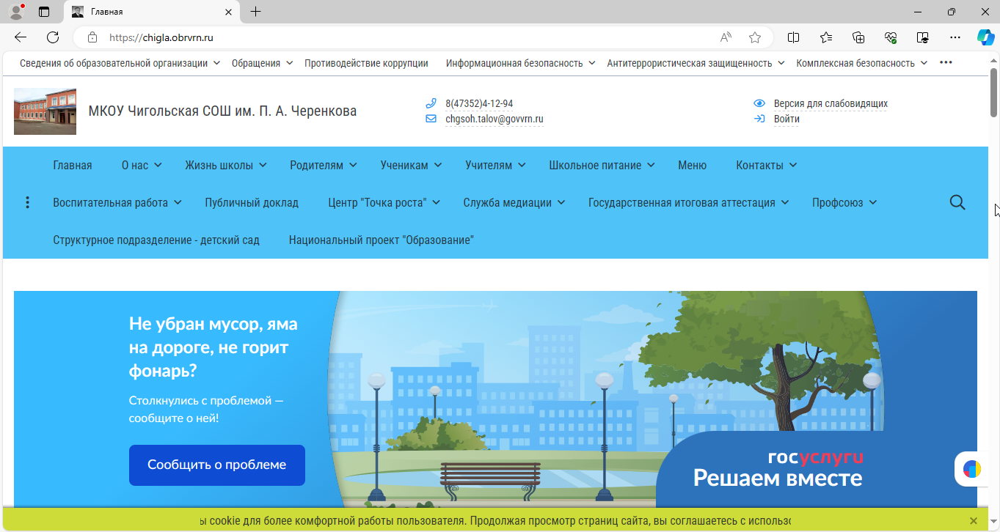 Главная
https://chigla.obrvrn.ru
Сведения об образовательной организации Обращения Противодействие коррупции Информационная безопасность Антитеррористическая защищенность Комплексная безопасность
МКОУ Чигольская СОШ им. П. А. Черенкова
8(47352)4-12-94
chgsoh.talov@govvrn.ru
Версия для слабовидящих
Войти
Главная О нас Жизнь школы Родителям Ученикам Учителям Школьное питание Меню Контакты
Воспитательная работа Публичный доклад Центр "Точка роста" Служба медиации Государственная итоговая аттестация Профсоюз
Структурное подразделение - детский сад Национальный проект "Образование"
Не убран мусор, яма
на дороге, не горит
фонарь?
Столкнулись с проблемой —
сообщите о ней!
Сообщить о проблеме
госуслуги
Решаем вместе
ы cookie для более комфортной работы пользователя. Продолжая просмотр страниц сайта, вы соглашаетесь с использо